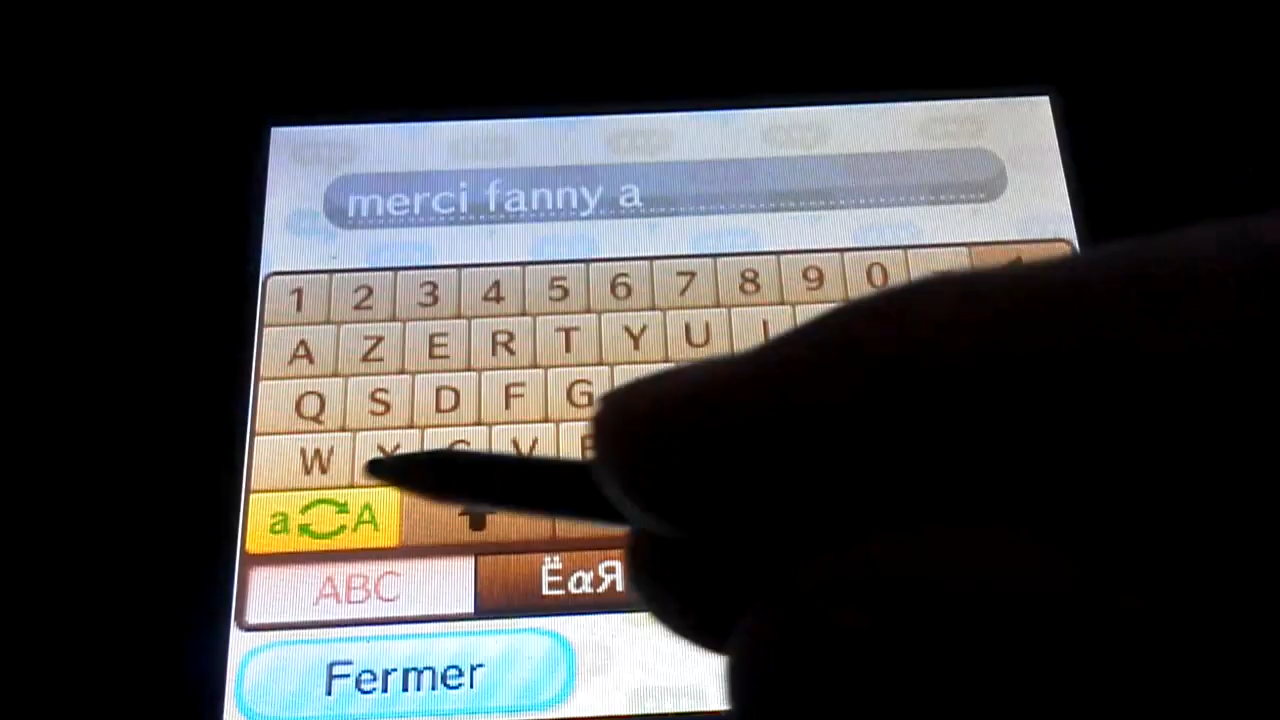 merci fanny a
1 2 3 4 5 6 7 8 9 0
A Z E R T Y U
Q S D F G
W X C V
a A
ABC
ËαЯ
Fermer